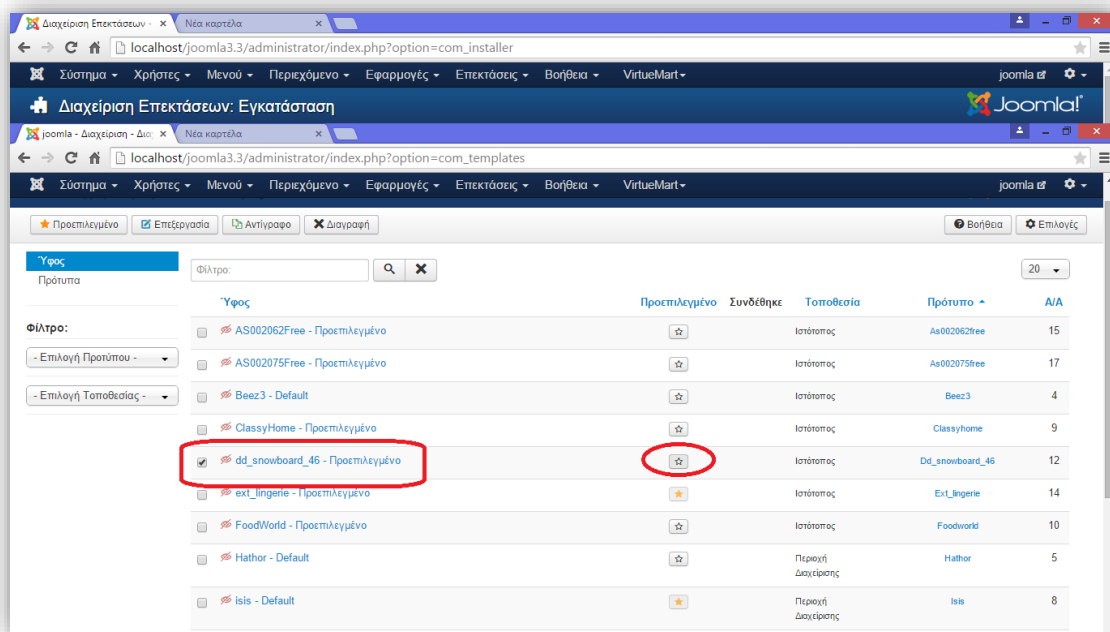 Διαχείριση Επεκτάσεων - Νέα καρτέλα
localhost/joomla3.3/administrator/index.php?option=com_installer
Σύστημα Χρήστες Μενού Περιεχόμενο Εφαρμογές Επεκτάσεις Βοήθεια VirtueMart joomla
Διαχείριση Επεκτάσεων: Εγκατάσταση Joomla!
joomla - Διαχείριση - Νέα καρτέλα
localhost/joomla3.3/administrator/index.php?option=com_templates
Σύστημα Χρήστες Μενού Περιεχόμενο Εφαρμογές Επεκτάσεις Βοήθεια VirtueMart joomla
Προεπιλεγμένο Επεξεργασία Αντίγραφο Διαγραφή Βοήθεια Επιλογές
Ύφος
Πρότυπα
Φίλτρο: 20
Ύφος Προεπιλεγμένο Συνδέθηκε Τοποθεσία Πρότυπο Α/Α
Φίλτρο:
- Επιλογή Προτύπου -
- Επιλογή Τοποθεσίας -
AS002062Free - Προεπιλεγμένο Ιστότοπος As002062free 15
AS002075Free - Προεπιλεγμένο Ιστότοπος As002075free 17
Beez3 - Default Ιστότοπος Beez3 4
ClassyHome - Προεπιλεγμένο Ιστότοπος Classyhome 9
dd_snowboard_46 - Προεπιλεγμένο Ιστότοπος Dd_snowboard_46 12
ext_lingerie - Προεπιλεγμένο Ιστότοπος Ext_lingerie 14
FoodWorld - Προεπιλεγμένο Ιστότοπος Foodworld 10
Hathor - Default Περιοχή Διαχείρισης Hathor 5
isis - Default Περιοχή Διαχείρισης Isis 8